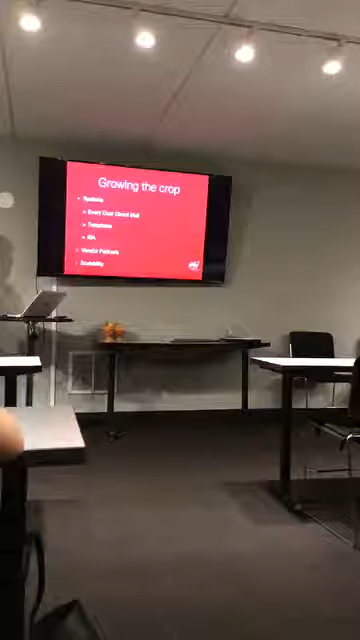 Growing the crop
• Systems
• Every Door Direct Mail
• Templates
• Vendor Partners
• Scalability